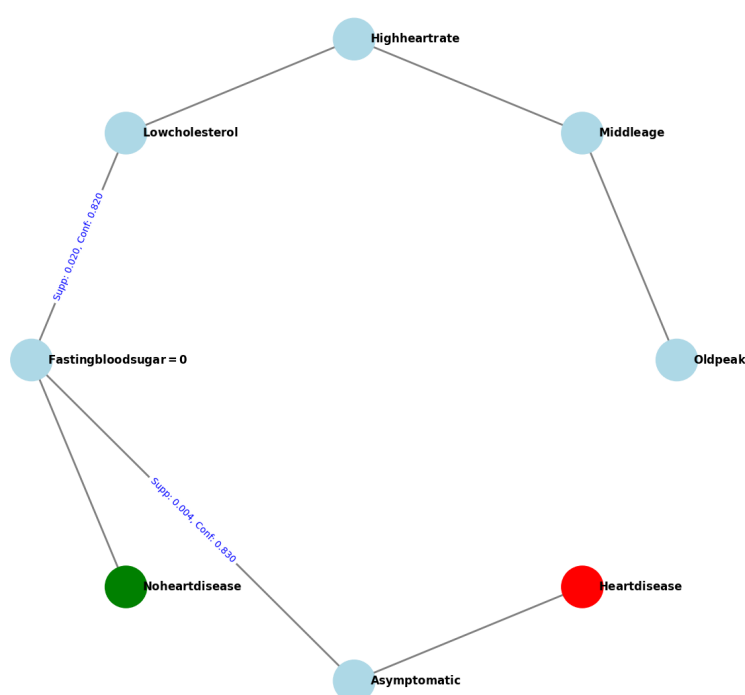 Highheartrate
Lowcholesterol
Middleage
Supp: 0.020, Conf: 0.820
Fastingbloodsugar = 0
Oldpeak
Supp: 0.004, Conf: 0.830
Noheartdisease
Heartdisease
Asymptomatic